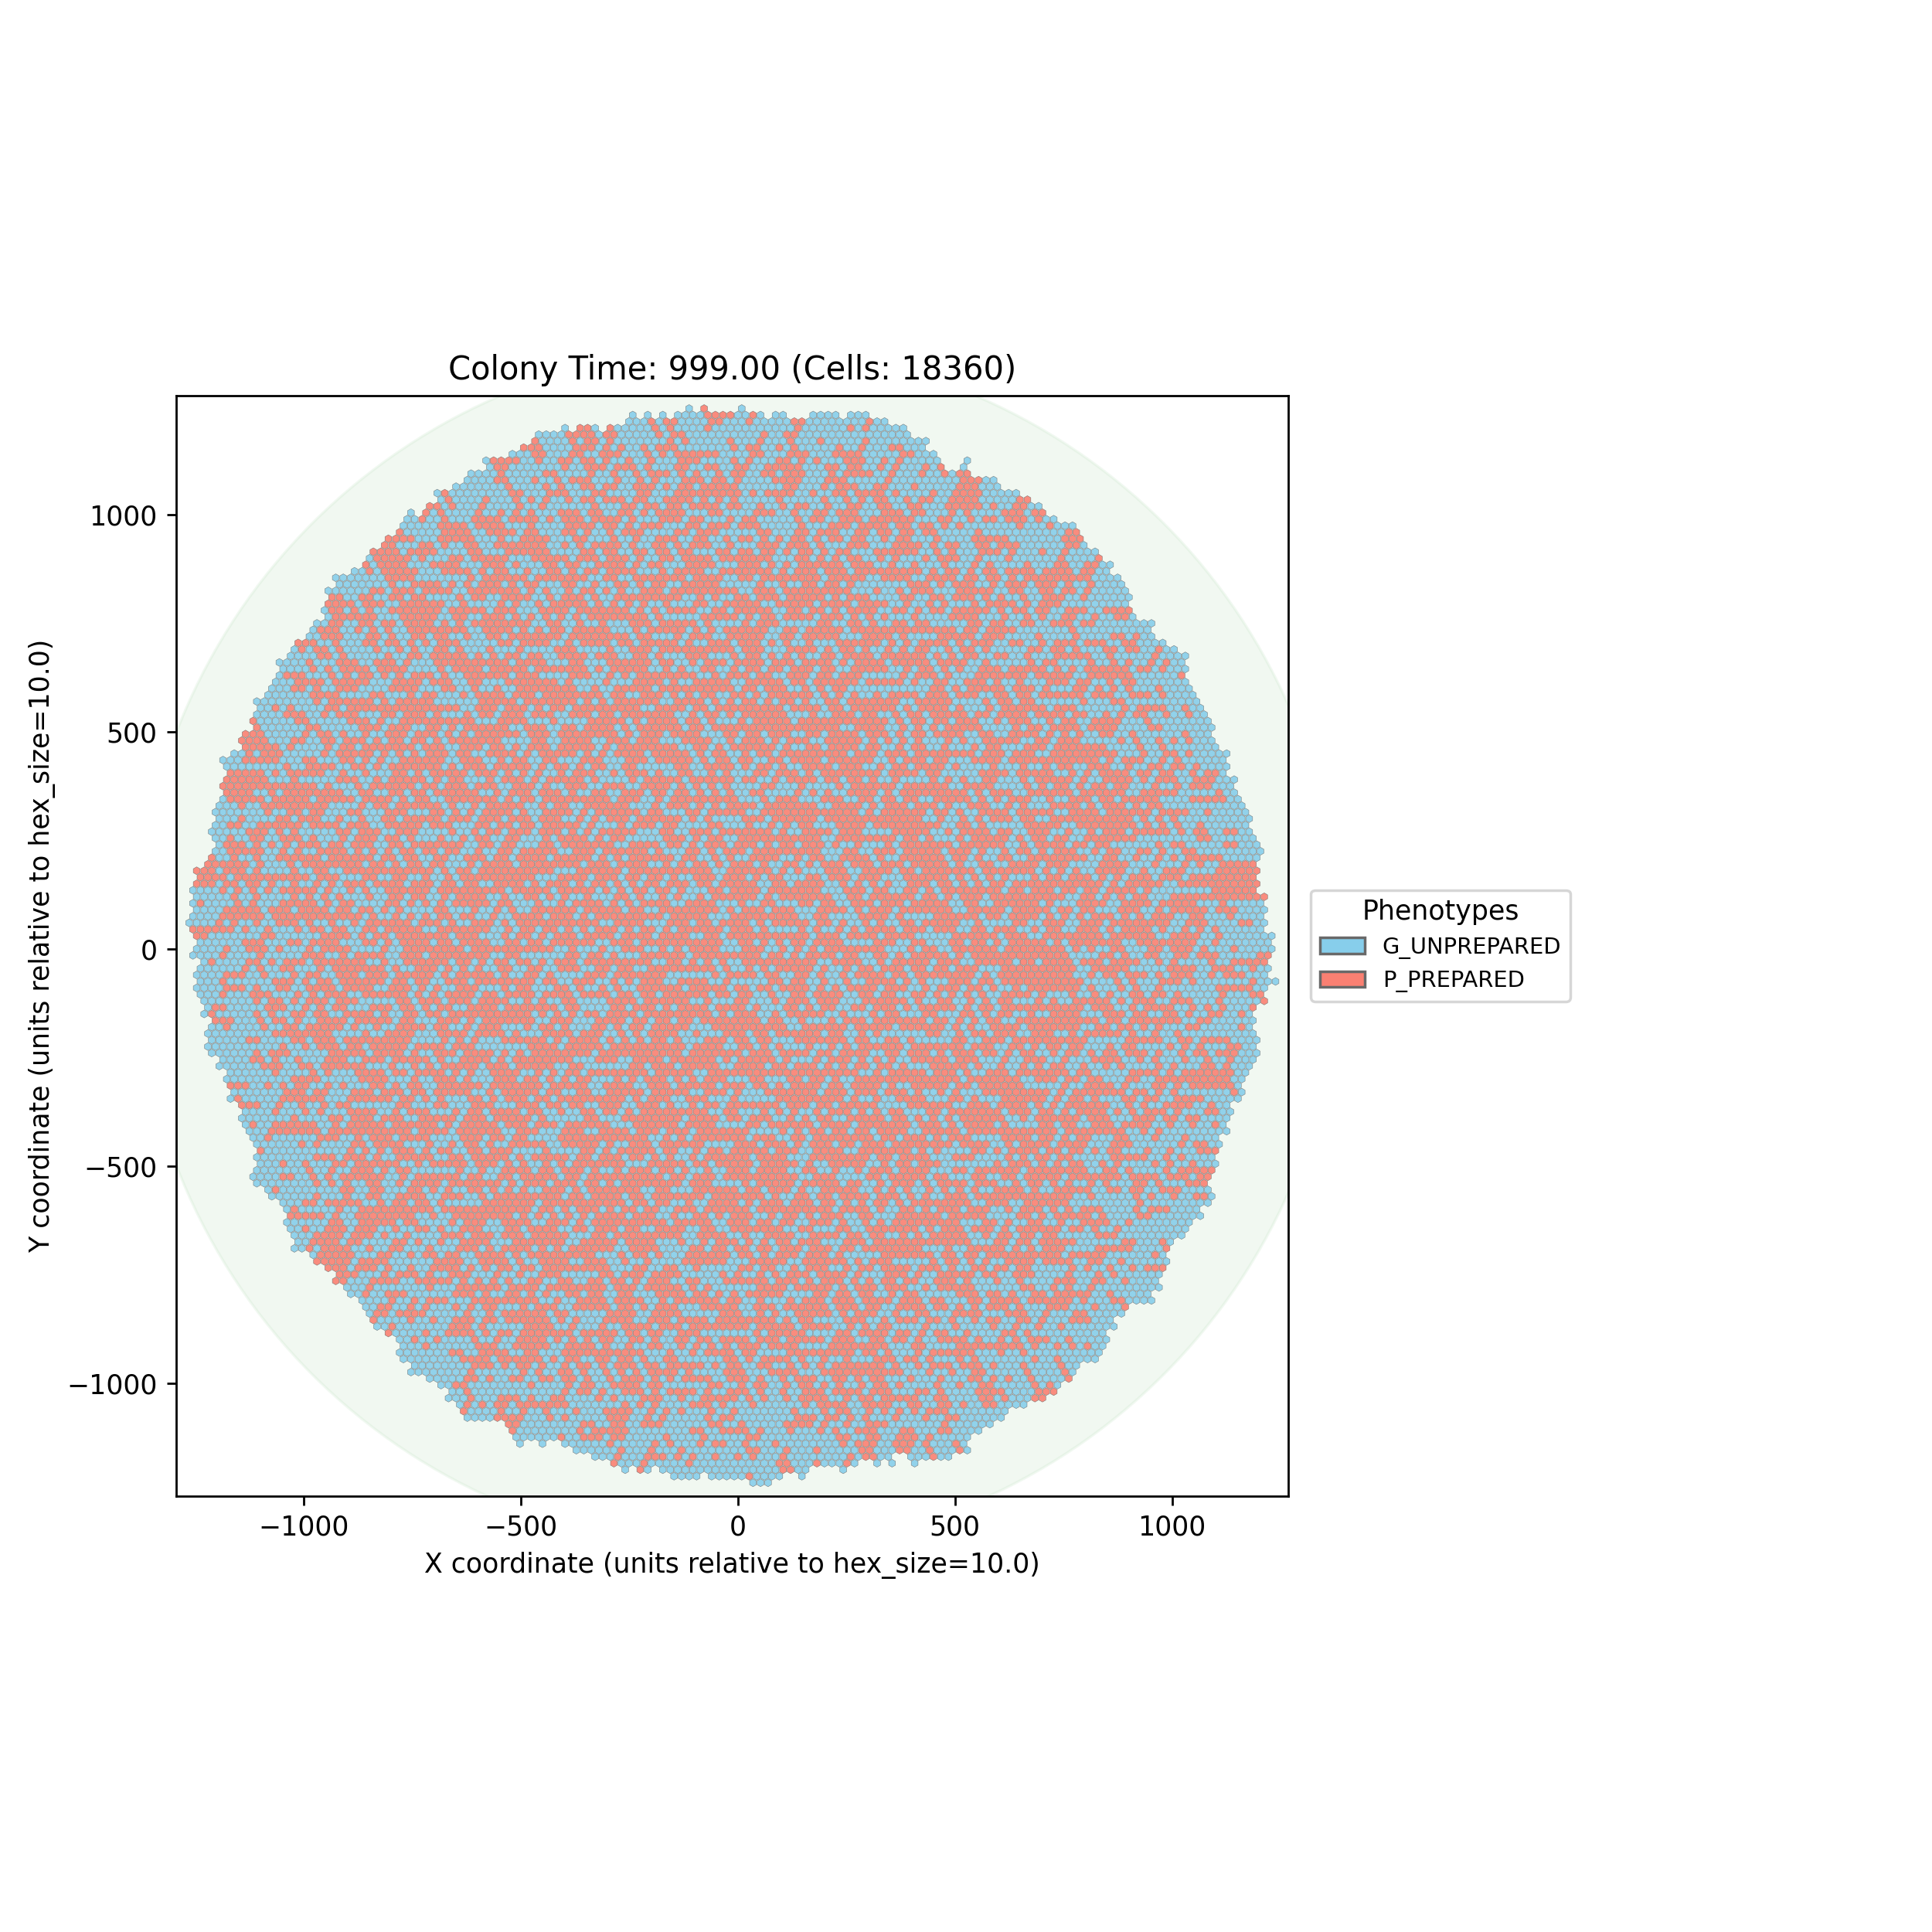 Colony Time: 999.00 (Cells: 18360)
Y coordinate (units relative to hex_size=10.0)
1000
500
0
−500
−1000
−1000
−500
0
500
1000
X coordinate (units relative to hex_size=10.0)
Phenotypes
G_UNPREPARED
P_PREPARED